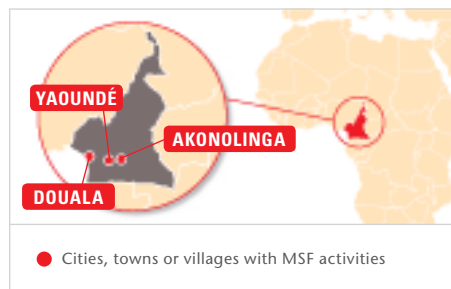 YAOUNDÉ
AKONOLINGA
DOUALA
Cities, towns or villages with MSF activities